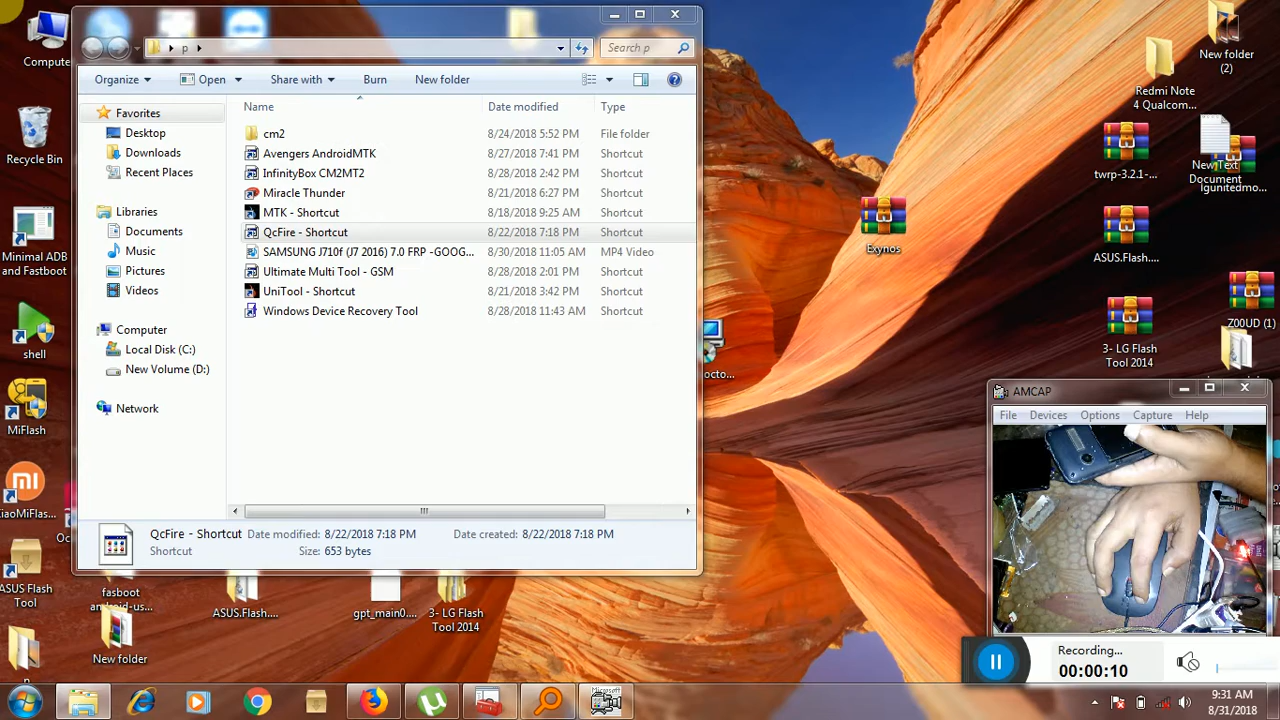 Compute
Recycle Bin
Minimal ADB
and Fastboot
shell
MiFlash
XiaoMiFlas...
ASUS Flash
Tool
p
Search p
Organize
Open
Share with
Burn
New folder
Favorites
Desktop
Downloads
Recent Places
Libraries
Documents
Music
Pictures
Videos
Computer
Local Disk (C:)
New Volume (D:)
Network
Name
Date modified
Type
cm2 8/24/2018 5:52 PM File folder
Avengers AndroidMTK 8/27/2018 7:41 PM Shortcut
InfinityBox CM2MT2 8/28/2018 2:42 PM Shortcut
Miracle Thunder 8/21/2018 6:27 PM Shortcut
MTK - Shortcut 8/18/2018 9:25 AM Shortcut
QcFire - Shortcut 8/22/2018 7:18 PM Shortcut
SAMSUNG J710f (J7 2016) 7.0 FRP -GOOG... 8/30/2018 11:05 AM MP4 Video
Ultimate Multi Tool - GSM 8/28/2018 2:01 PM Shortcut
UniTool - Shortcut 8/21/2018 3:42 PM Shortcut
Windows Device Recovery Tool 8/28/2018 11:43 AM Shortcut
QcFire - Shortcut Date modified: 8/22/2018 7:18 PM Date created: 8/22/2018 7:18 PM
Shortcut Size: 653 bytes
fasboot
android-us...
New folder
ASUS.Flash....
gpt_main0....
3- LG Flash
Tool 2014
Exynos
New folder
(2)
Redmi Note
4 Qualcom...
twrp-3.2.1-...
New Text
Document
ASUS.Flash....
Z00UD (1)
3- LG Flash
Tool 2014
AMCAP
File Devices Options Capture Help
Recording...
00:00:10
9:31 AM
8/31/2018